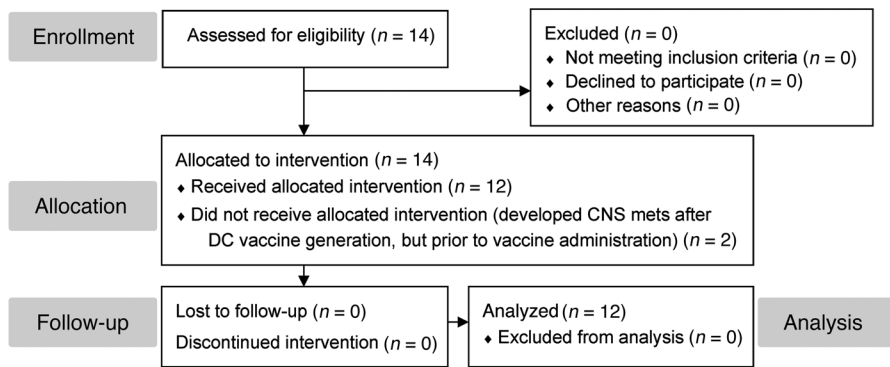 Enrollment
Assessed for eligibility (n = 14)
Excluded (n = 0)
♦ Not meeting inclusion criteria (n = 0)
♦ Declined to participate (n = 0)
♦ Other reasons (n = 0)
Allocation
Allocated to intervention (n = 14)
♦ Received allocated intervention (n = 12)
♦ Did not receive allocated intervention (developed CNS mets after
DC vaccine generation, but prior to vaccine administration) (n = 2)
Follow-up
Lost to follow-up (n = 0)
Discontinued intervention (n = 0)
Analyzed (n = 12)
♦ Excluded from analysis (n = 0)
Analysis